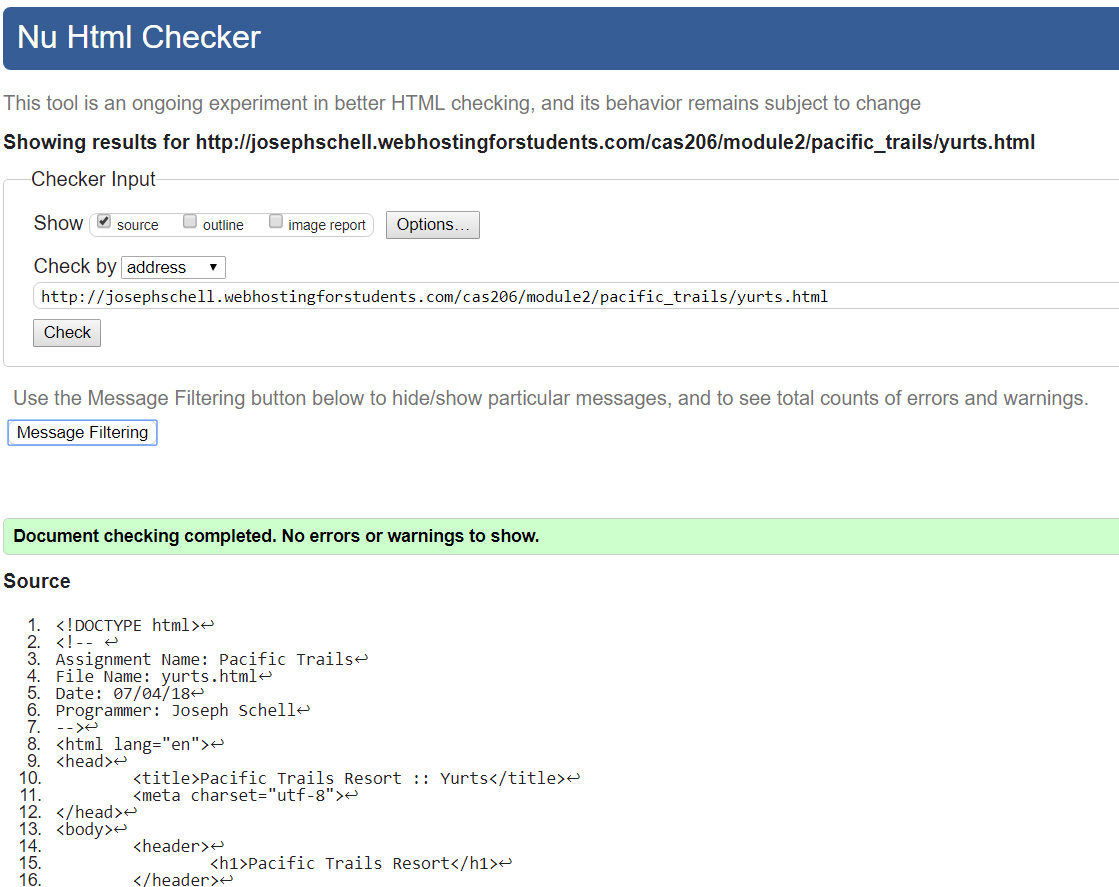 Nu Html Checker
This tool is an ongoing experiment in better HTML checking, and its behavior remains subject to change
Showing results for http://josephschell.webhostingforstudents.com/cas206/module2/pacific_trails/yurts.html
Checker Input
Show source outline image report Options...
Check by address ▼
http://josephschell.webhostingforstudents.com/cas206/module2/pacific_trails/yurts.html
Check
Use the Message Filtering button below to hide/show particular messages, and to see total counts of errors and warnings.
Message Filtering
Document checking completed. No errors or warnings to show.
Source
1. <!DOCTYPE html>↩
2. <!-- ↩
3. Assignment Name: Pacific Trails↩
4. File Name: yurts.html↩
5. Date: 07/04/18↩
6. Programmer: Joseph Schell↩
7. -->↩
8. <html lang="en">↩
9. <head>↩
10. <title>Pacific Trails Resort :: Yurts</title>↩
11. <meta charset="utf-8">↩
12. </head>↩
13. <body>↩
14. <header>↩
15. <h1>Pacific Trails Resort</h1>↩
16. </header>↩